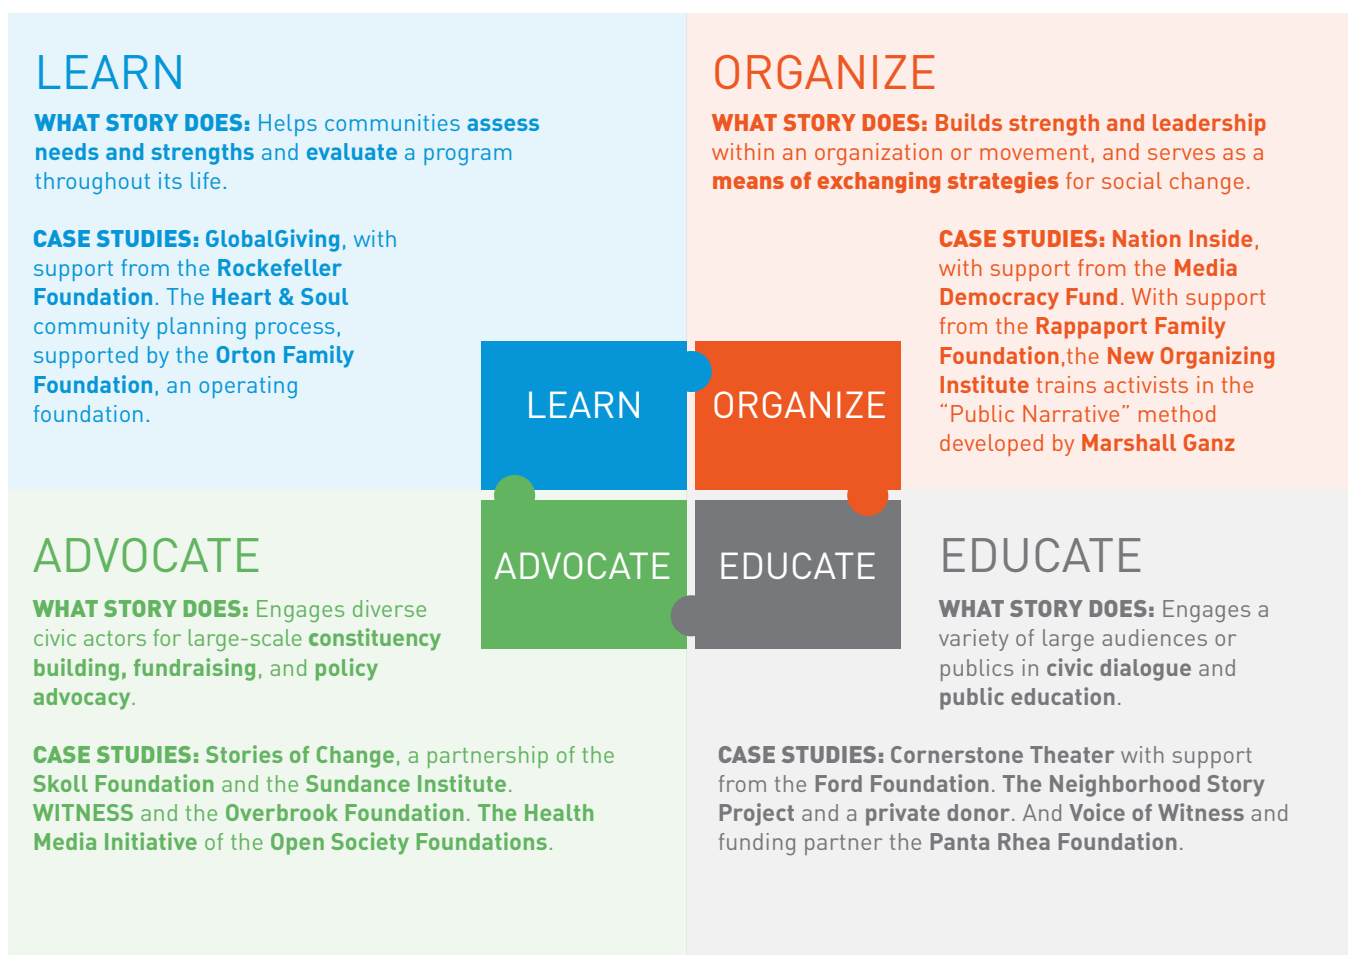 LEARN
WHAT STORY DOES: Helps communities assess
needs and strengths and evaluate a program
throughout its life.
CASE STUDIES: GlobalGiving, with
support from the Rockefeller
Foundation. The Heart & Soul
community planning process,
supported by the Orton Family
Foundation, an operating
foundation.
ORGANIZE
WHAT STORY DOES: Builds strength and leadership
within an organization or movement, and serves as a
means of exchanging strategies for social change.
CASE STUDIES: Nation Inside,
with support from the Media
Democracy Fund. With support
from the Rappaport Family
Foundation,the New Organizing
Institute trains activists in the
“Public Narrative” method
developed by Marshall Ganz
LEARN
ORGANIZE
ADVOCATE
EDUCATE
ADVOCATE
WHAT STORY DOES: Engages diverse
civic actors for large-scale constituency
building, fundraising, and policy
advocacy.
CASE STUDIES: Stories of Change, a partnership of the
Skoll Foundation and the Sundance Institute.
WITNESS and the Overbrook Foundation. The Health
Media Initiative of the Open Society Foundations.
EDUCATE
WHAT STORY DOES: Engages a
variety of large audiences or
publics in civic dialogue and
public education.
CASE STUDIES: Cornerstone Theater with support
from the Ford Foundation. The Neighborhood Story
Project and a private donor. And Voice of Witness and
funding partner the Panta Rhea Foundation.